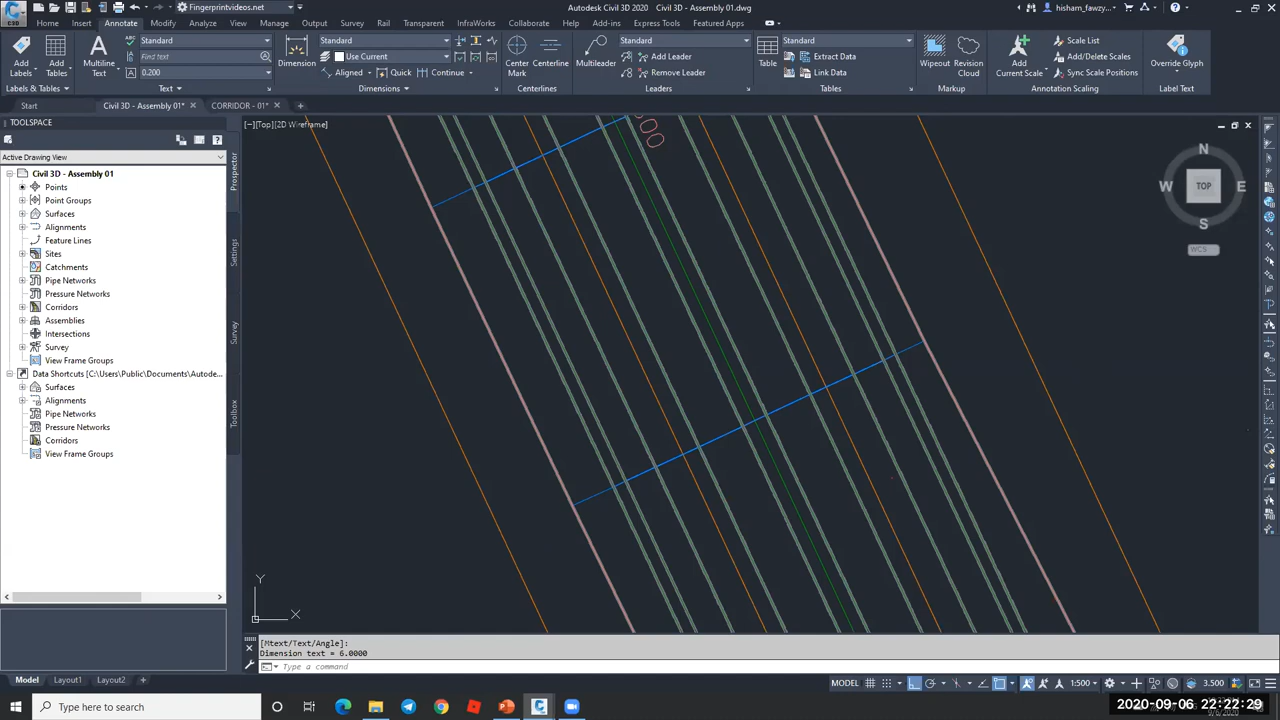 Fingerprintvideos.net
Autodesk Civil 3D 2020
Civil 3D - Assembly 01.dwg
hisham_fawzy...
C3D
Home
Insert
Annotate
Modify
Analyze
View
Manage
Output
Survey
Rail
Transparent
InfraWorks
Collaborate
Help
Add-ins
Express Tools
Featured Apps
Add Labels
Add Tables
Labels & Tables
Multiline Text
Standard
Find text
0.200
Text
Dimension
Standard
Use Current
Aligned
Quick
Continue
Dimensions
Center Mark
Centerline
Centerlines
Multileader
Standard
Add Leader
Remove Leader
Leaders
Table
Standard
Extract Data
Link Data
Tables
Wipeout
Revision Cloud
Markup
Add Current Scale
Scale List
Add/Delete Scales
Sync Scale Positions
Annotation Scaling
Override Glyph
Label Text
Start
Civil 3D - Assembly 01*
CORRIDOR - 01*
TOOLSPACE
Active Drawing View
Civil 3D - Assembly 01
Points
Point Groups
Surfaces
Alignments
Feature Lines
Sites
Catchments
Pipe Networks
Pressure Networks
Corridors
Assemblies
Intersections
Survey
View Frame Groups
Data Shortcuts [C:\Users\Public\Documents\Autode...
Surfaces
Alignments
Pipe Networks
Pressure Networks
Corridors
View Frame Groups
Prospector
Settings
Survey
Toolbox
[−][Top][2D Wireframe]
N
W
TOP
E
S
WCS
Y
X
[Mtext/Text/Angle]:
Dimension text = 6.0000
Type a command
Model
Layout1
Layout2
MODEL
1:500
3.500
Type here to search
2020-09-06 22:22:29